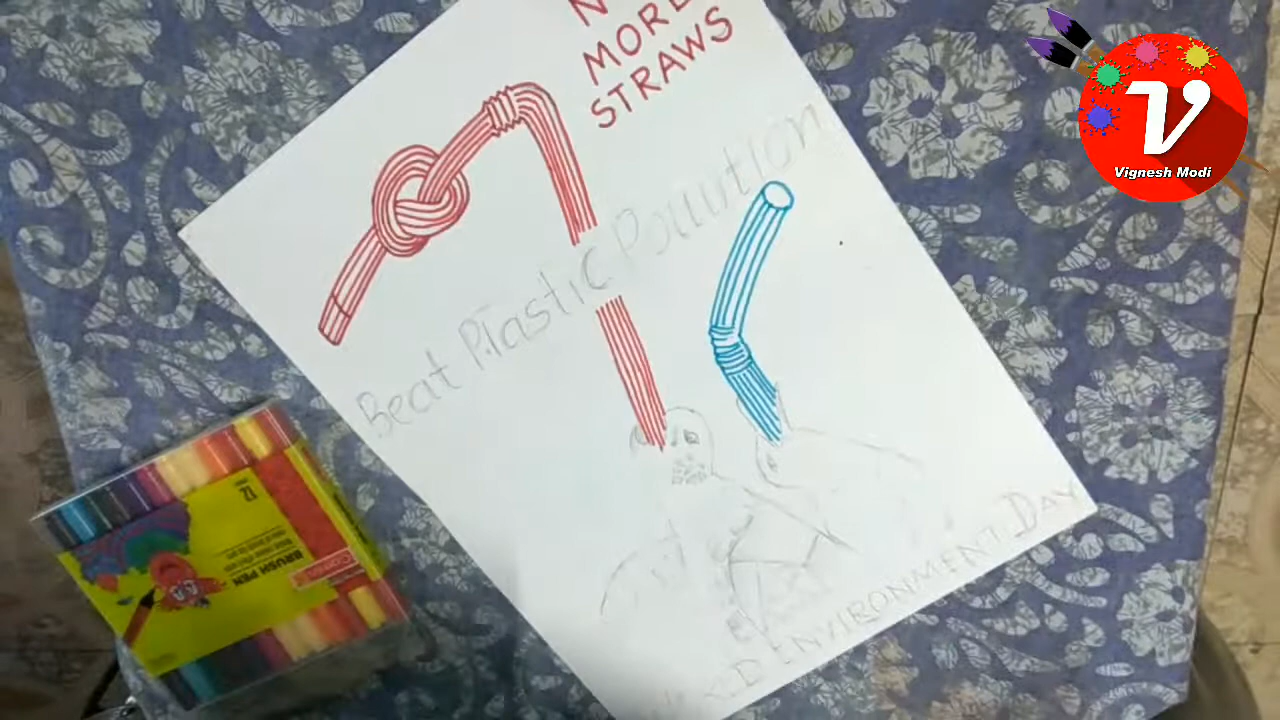 MORE
STRAWS
Beat Plastic Pollution
ENVIRONMENT DAY
V
Vignesh Modi
12
BRUSH PEN